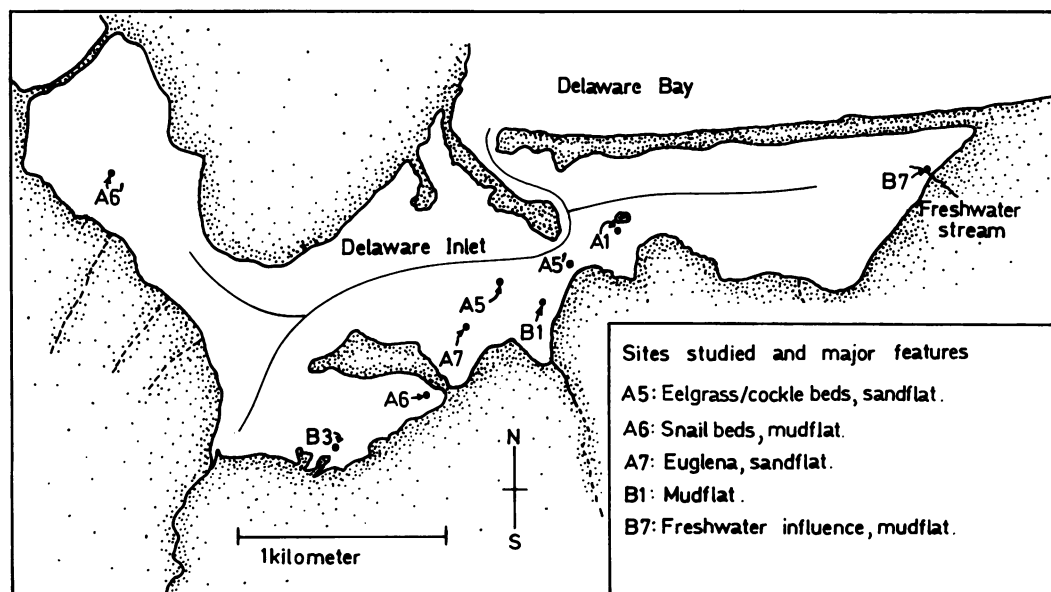 Delaware Bay
B7
Freshwater
stream
A6'
Delaware Inlet
A1
A5'
A5
B1
A7
A6
B3
N
S
1 kilometer
Sites studied and major features
A5: Eelgrass/cockle beds, sandflat.
A6: Snail beds, mudflat.
A7: Euglena, sandflat.
B1: Mudflat.
B7: Freshwater influence, mudflat.